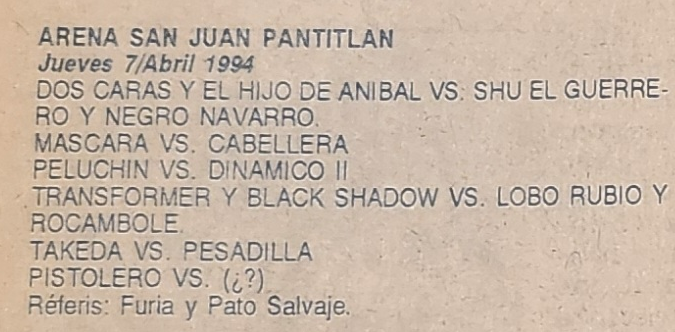 ARENA SAN JUAN PANTITLAN
Jueves 7/Abril 1994
DOS CARAS Y EL HIJO DE ANIBAL VS. SHU EL GUERRE-
RO Y NEGRO NAVARRO.
MASCARA VS. CABELLERA
PELUCHIN VS. DINAMICO II
TRANSFORMER Y BLACK SHADOW VS. LOBO RUBIO Y
ROCAMBOLE.
TAKEDA VS. PESADILLA
PISTOLERO VS. (¿?)
Réferis: Furia y Pato Salvaje.